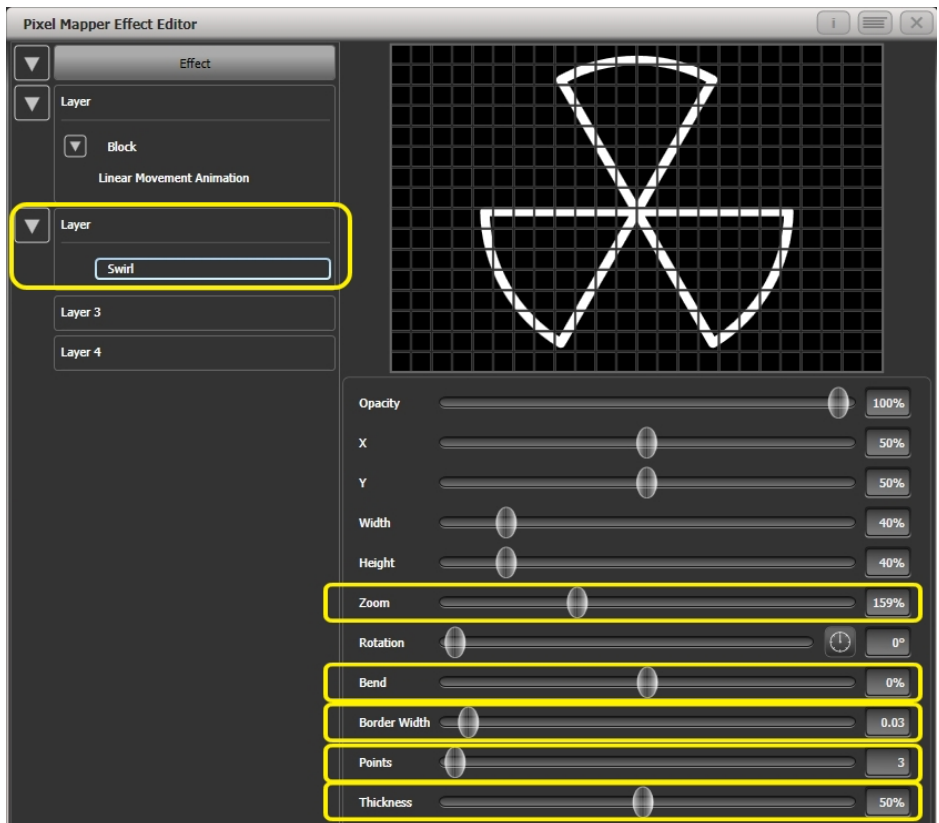 Pixel Mapper Effect Editor
i
Effect
Layer
Block
Linear Movement Animation
Layer
Swirl
Layer 3
Layer 4
Opacity 100%
X 50%
Y 50%
Width 40%
Height 40%
Zoom 159%
Rotation 0°
Bend 0%
Border Width 0.03
Points 3
Thickness 50%